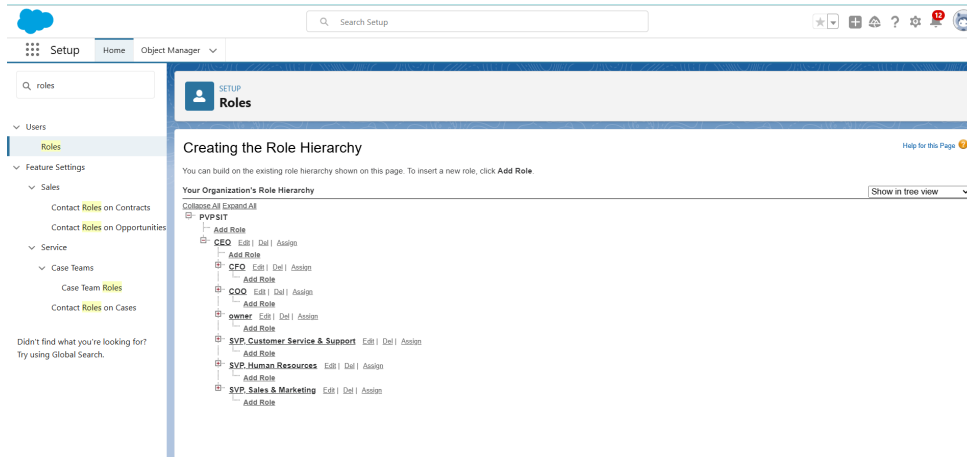 Search Setup
12
Setup Home Object Manager
roles
Users
Roles
Feature Settings
Sales
Contact Roles on Contracts
Contact Roles on Opportunities
Service
Case Teams
Case Team Roles
Contact Roles on Cases
Didn't find what you're looking for?
Try using Global Search.
SETUP
Roles
Creating the Role Hierarchy
Help for this Page ?
You can build on the existing role hierarchy shown on this page. To insert a new role, click Add Role.
Your Organization's Role Hierarchy
Show in tree view
Collapse All Expand All
PVPSIT
Add Role
CEO Edit | Del | Assign
Add Role
CFO Edit | Del | Assign
Add Role
COO Edit | Del | Assign
Add Role
owner Edit | Del | Assign
Add Role
SVP, Customer Service & Support Edit | Del | Assign
Add Role
SVP, Human Resources Edit | Del | Assign
Add Role
SVP, Sales & Marketing Edit | Del | Assign
Add Role